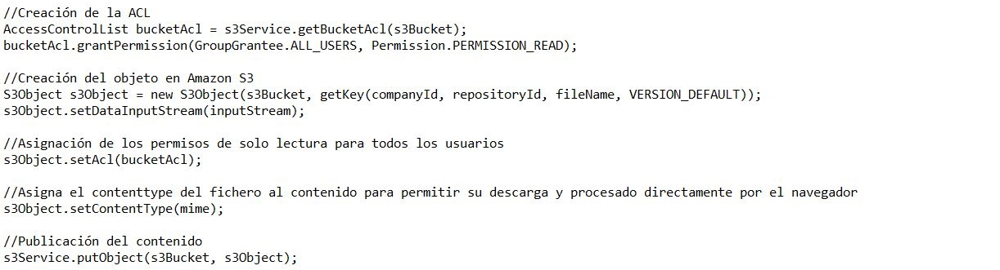 //Creación de la ACL
AccessControlList bucketAcl = s3Service.getBucketAcl(s3Bucket);
bucketAcl.grantPermission(GroupGrantee.ALL_USERS, Permission.PERMISSION_READ);
//Creación del objeto en Amazon S3
S3Object s3Object = new S3Object(s3Bucket, getKey(companyId, repositoryId, fileName, VERSION_DEFAULT));
s3Object.setDataInputStream(inputStream);
//Asignación de los permisos de solo lectura para todos los usuarios
s3Object.setAcl(bucketAcl);
//Asigna el contenttype del fichero al contenido para permitir su descarga y procesado directamente por el navegador
s3Object.setContentType(mime);
//Publicación del contenido
s3Service.putObject(s3Bucket, s3Object);